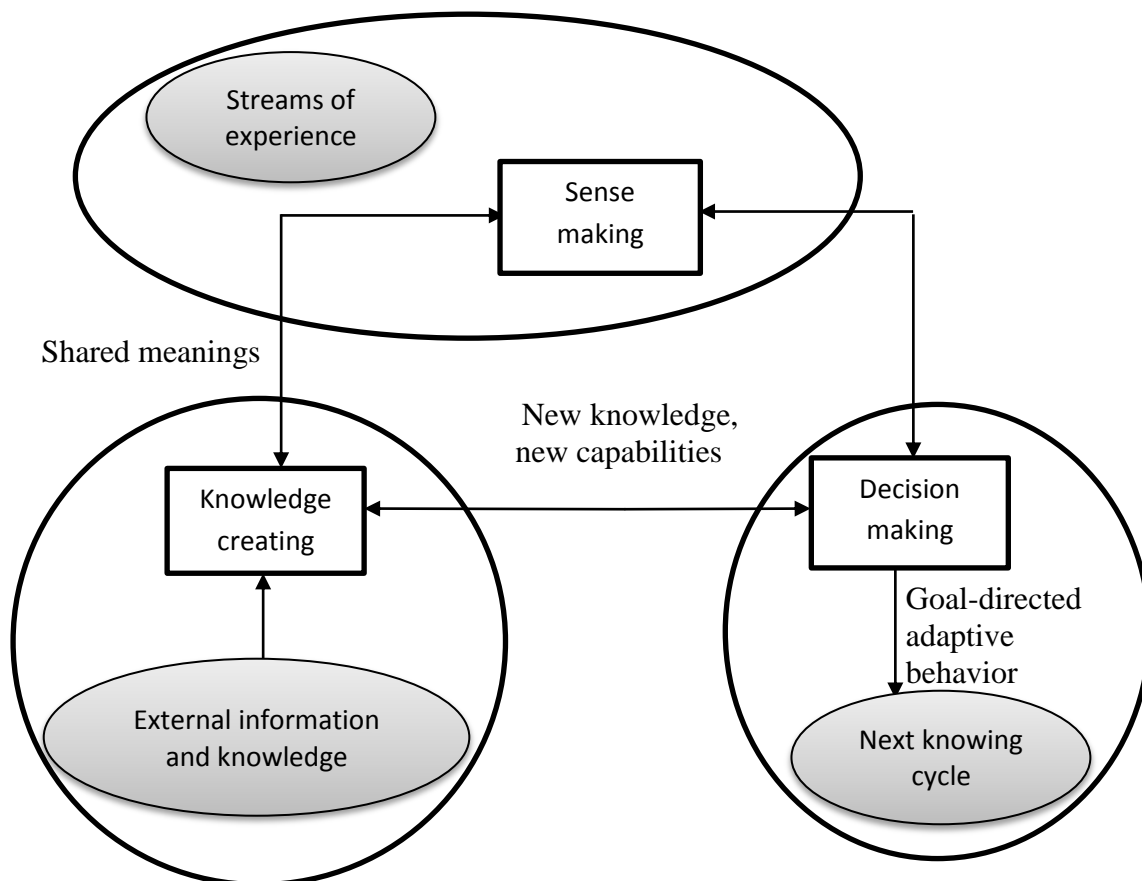 Streams of
experience
Sense
making
Shared meanings
New knowledge,
new capabilities
Knowledge
creating
Decision
making
Goal-directed
adaptive
behavior
External information
and knowledge
Next knowing
cycle